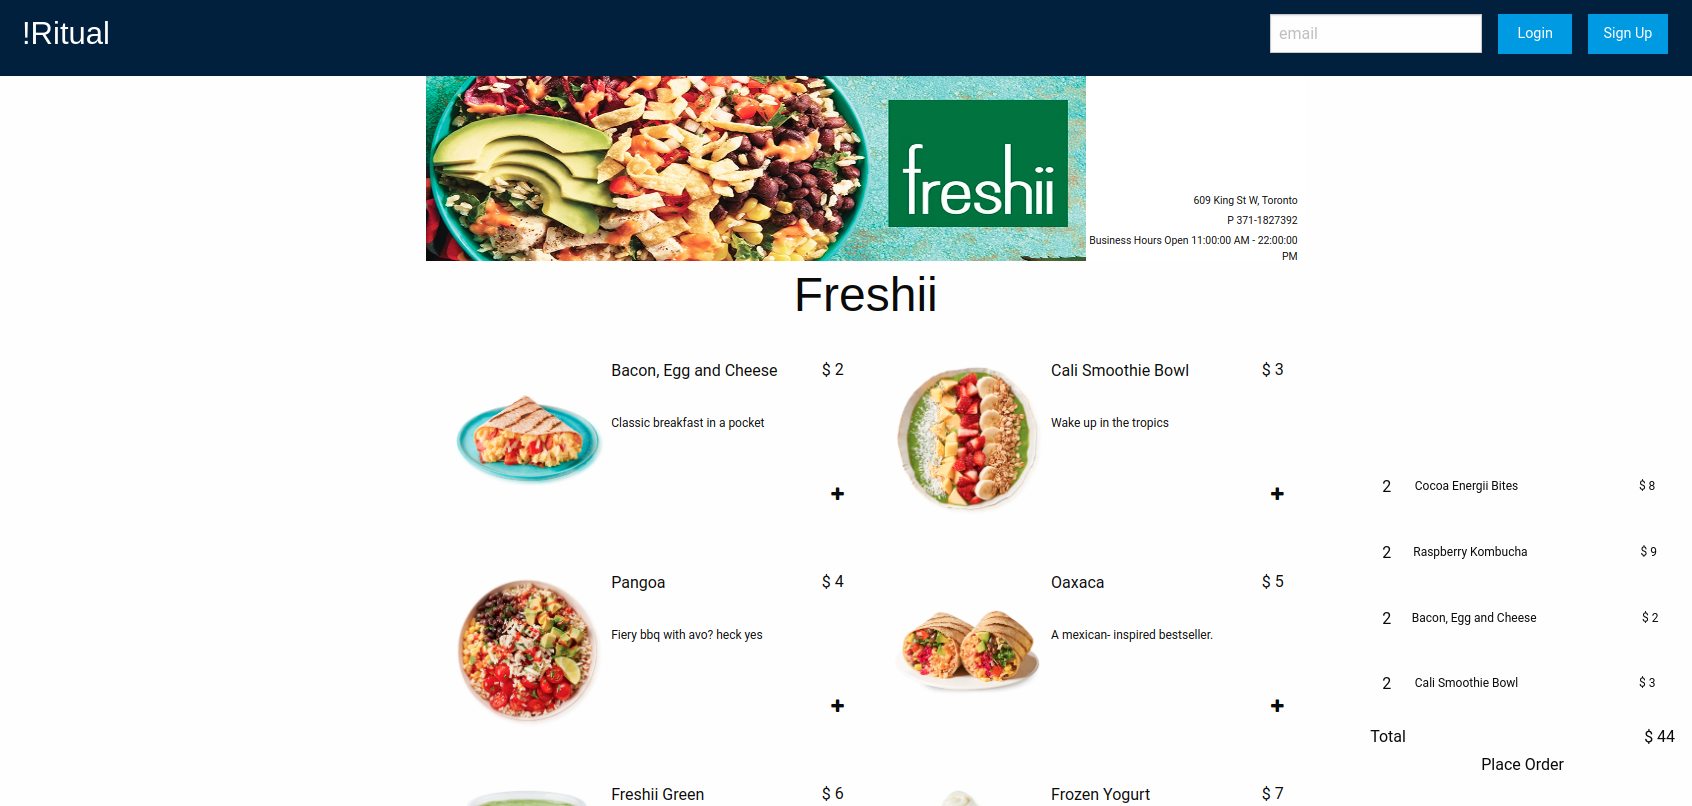 !Ritual
email
Login
Sign Up
freshii
609 King St W, Toronto
P 371-1827392
Business Hours Open 11:00:00 AM - 22:00:00
PM
Freshii
Bacon, Egg and Cheese $ 2
Classic breakfast in a pocket
+
Cali Smoothie Bowl $ 3
Wake up in the tropics
+
Pangoa $ 4
Fiery bbq with avo? heck yes
+
Oaxaca $ 5
A mexican- inspired bestseller.
+
Freshii Green $ 6
Frozen Yogurt $ 7
2 Cocoa Energii Bites $ 8
2 Raspberry Kombucha $ 9
2 Bacon, Egg and Cheese $ 2
2 Cali Smoothie Bowl $ 3
Total $ 44
Place Order